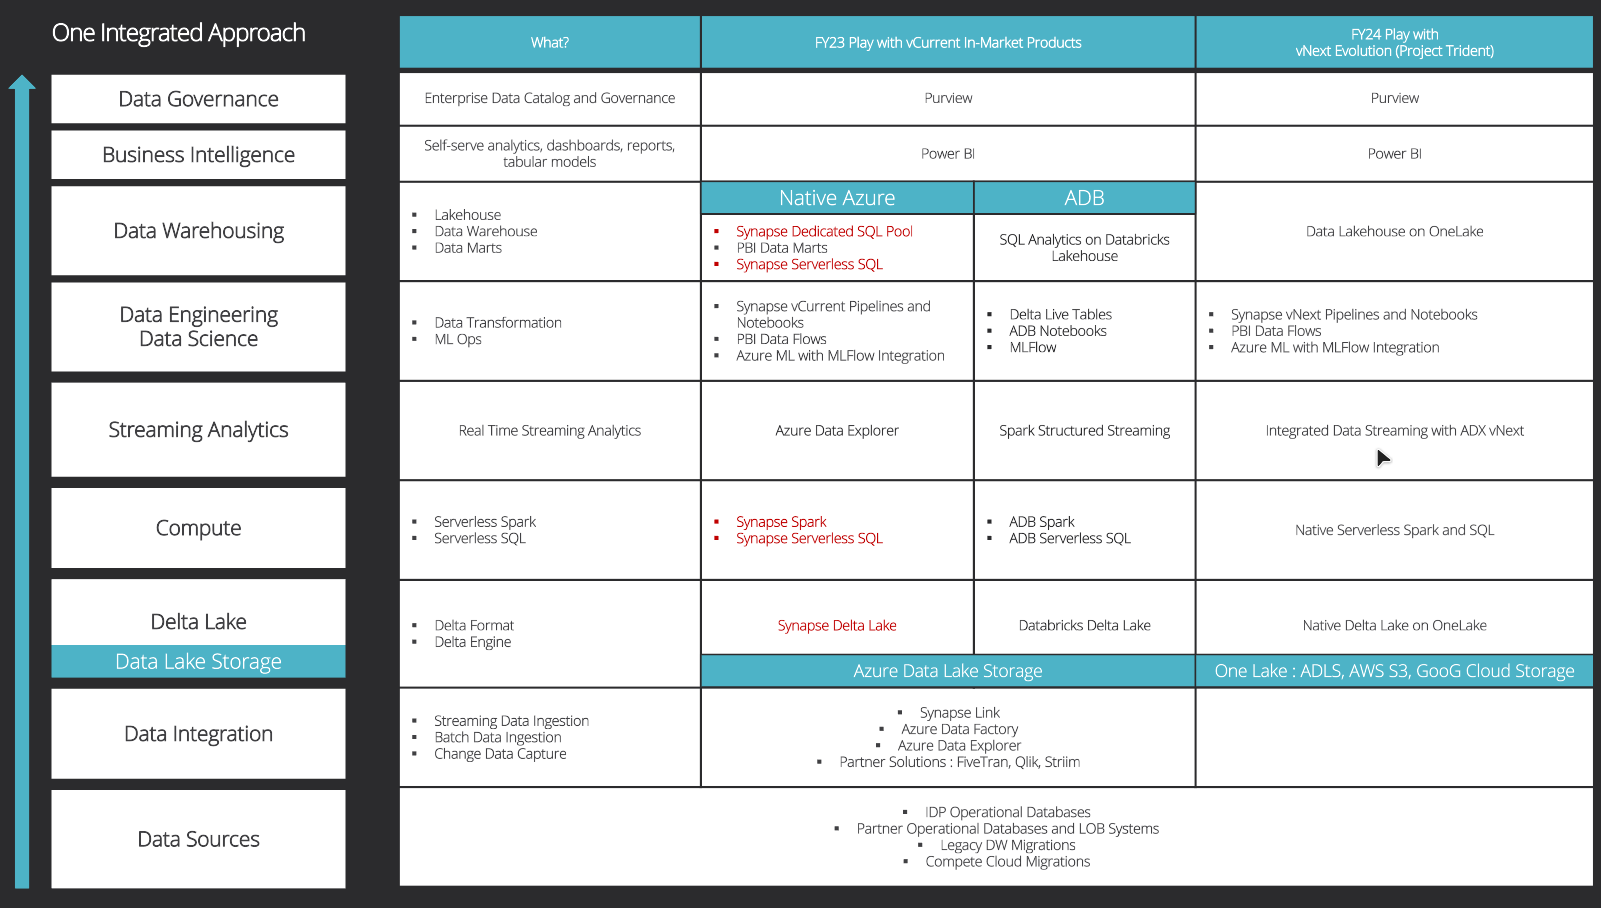 One Integrated Approach
What?
FY23 Play with vCurrent In-Market Products
FY24 Play with
vNext Evolution (Project Trident)
Data Governance
Enterprise Data Catalog and Governance
Purview
Purview
Business Intelligence
Self-serve analytics, dashboards, reports,
tabular models
Power BI
Power BI
Data Warehousing
▪ Lakehouse
▪ Data Warehouse
▪ Data Marts
Native Azure
ADB
▪ Synapse Dedicated SQL Pool
▪ PBI Data Marts
▪ Synapse Serverless SQL
SQL Analytics on Databricks
Lakehouse
Data Lakehouse on OneLake
Data Engineering
Data Science
▪ Data Transformation
▪ ML Ops
▪ Synapse vCurrent Pipelines and
Notebooks
▪ PBI Data Flows
▪ Azure ML with MLFlow Integration
▪ Delta Live Tables
▪ ADB Notebooks
▪ MLFlow
▪ Synapse vNext Pipelines and Notebooks
▪ PBI Data Flows
▪ Azure ML with MLFlow Integration
Streaming Analytics
Real Time Streaming Analytics
Azure Data Explorer
Spark Structured Streaming
Integrated Data Streaming with ADX vNext
Compute
▪ Serverless Spark
▪ Serverless SQL
▪ Synapse Spark
▪ Synapse Serverless SQL
▪ ADB Spark
▪ ADB Serverless SQL
Native Serverless Spark and SQL
Delta Lake
Data Lake Storage
▪ Delta Format
▪ Delta Engine
Synapse Delta Lake
Databricks Delta Lake
Native Delta Lake on OneLake
Azure Data Lake Storage
One Lake : ADLS, AWS S3, GooG Cloud Storage
Data Integration
▪ Streaming Data Ingestion
▪ Batch Data Ingestion
▪ Change Data Capture
▪ Synapse Link
▪ Azure Data Factory
▪ Azure Data Explorer
▪ Partner Solutions : FiveTran, Qlik, Striim
Data Sources
▪ IDP Operational Databases
▪ Partner Operational Databases and LOB Systems
▪ Legacy DW Migrations
▪ Compete Cloud Migrations